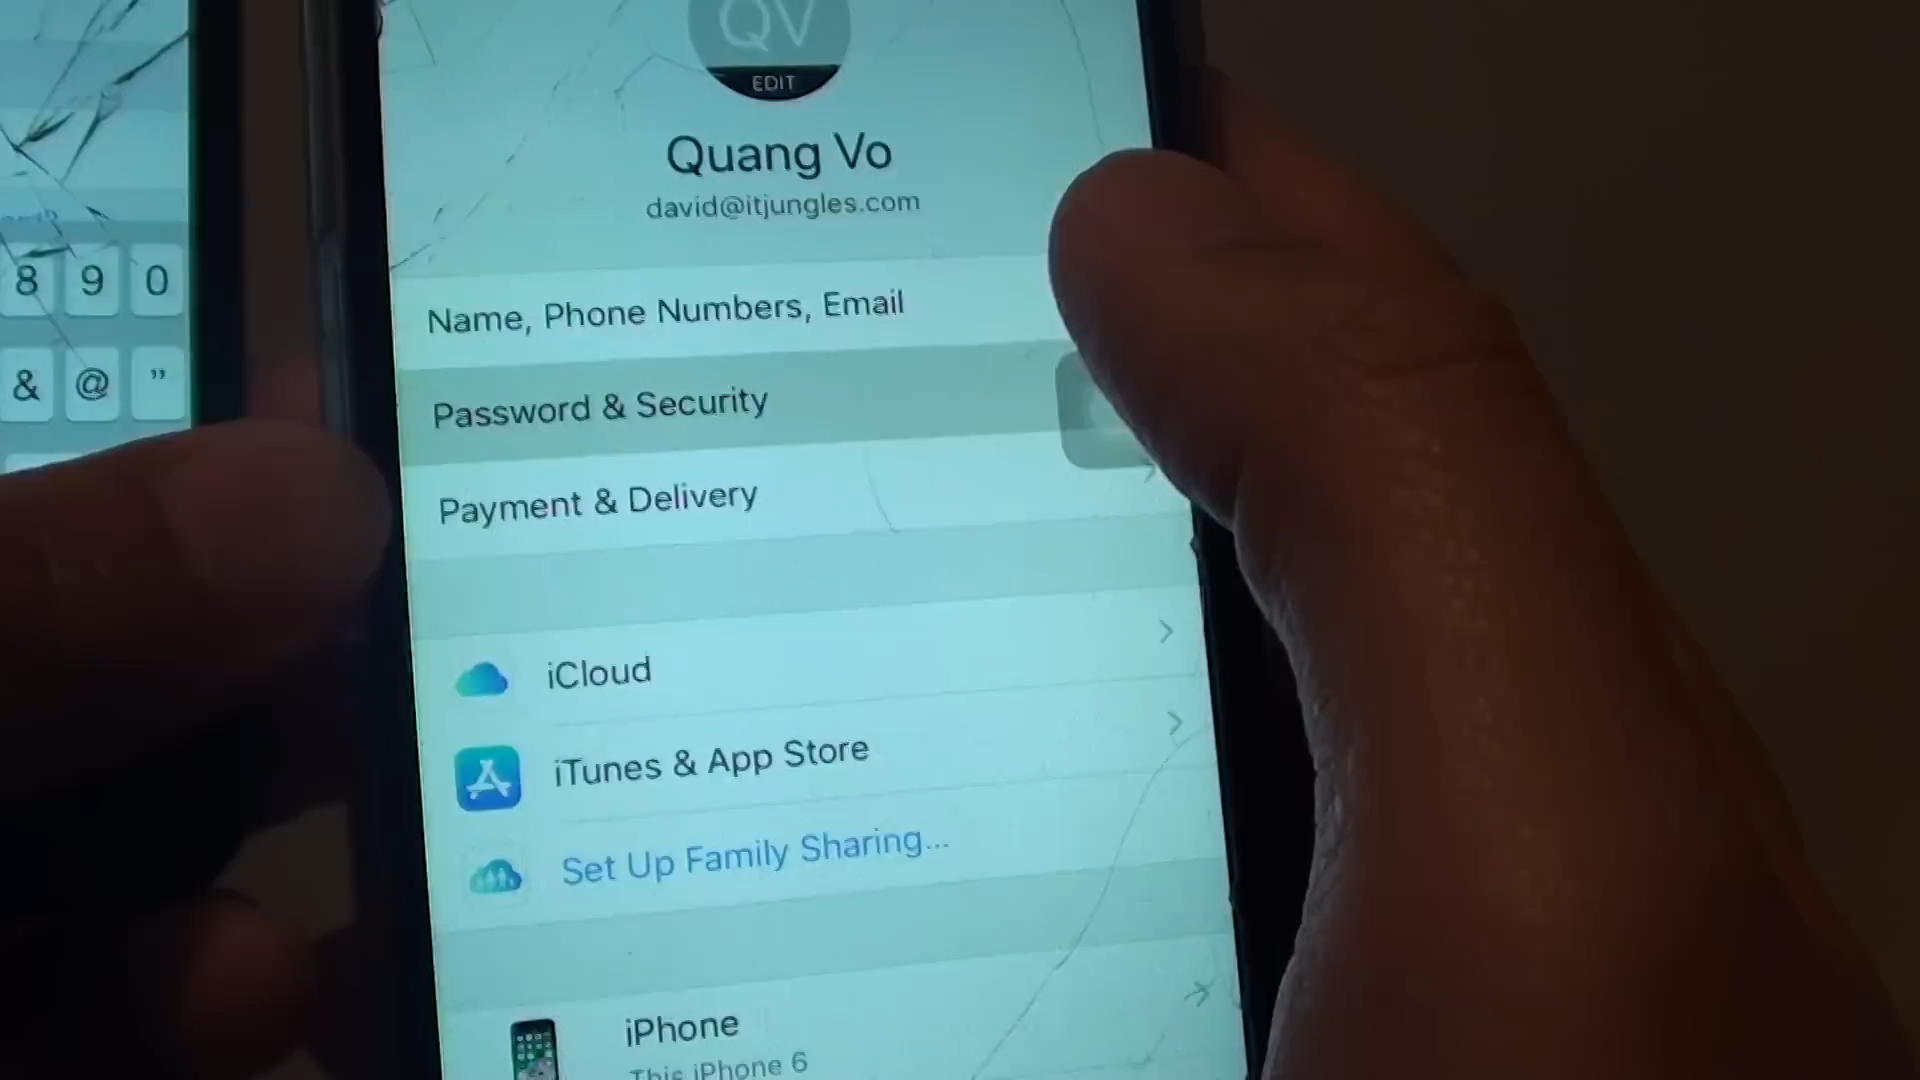 QV
EDIT
Quang Vo
david@itjungles.com
Name, Phone Numbers, Email
Password & Security
Payment & Delivery
iCloud
iTunes & App Store
Set Up Family Sharing...
iPhone
This iPhone 6
8 9 0
& @ ”